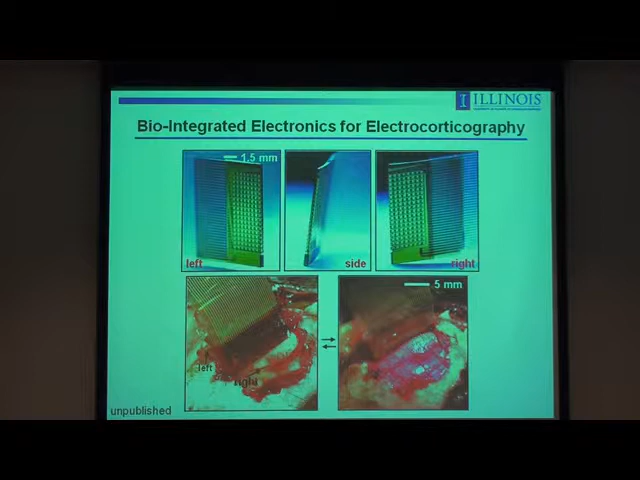 ILLINOIS
Bio-Integrated Electronics for Electrocorticography
1.5 mm
left
side
right
5 mm
left
right
unpublished